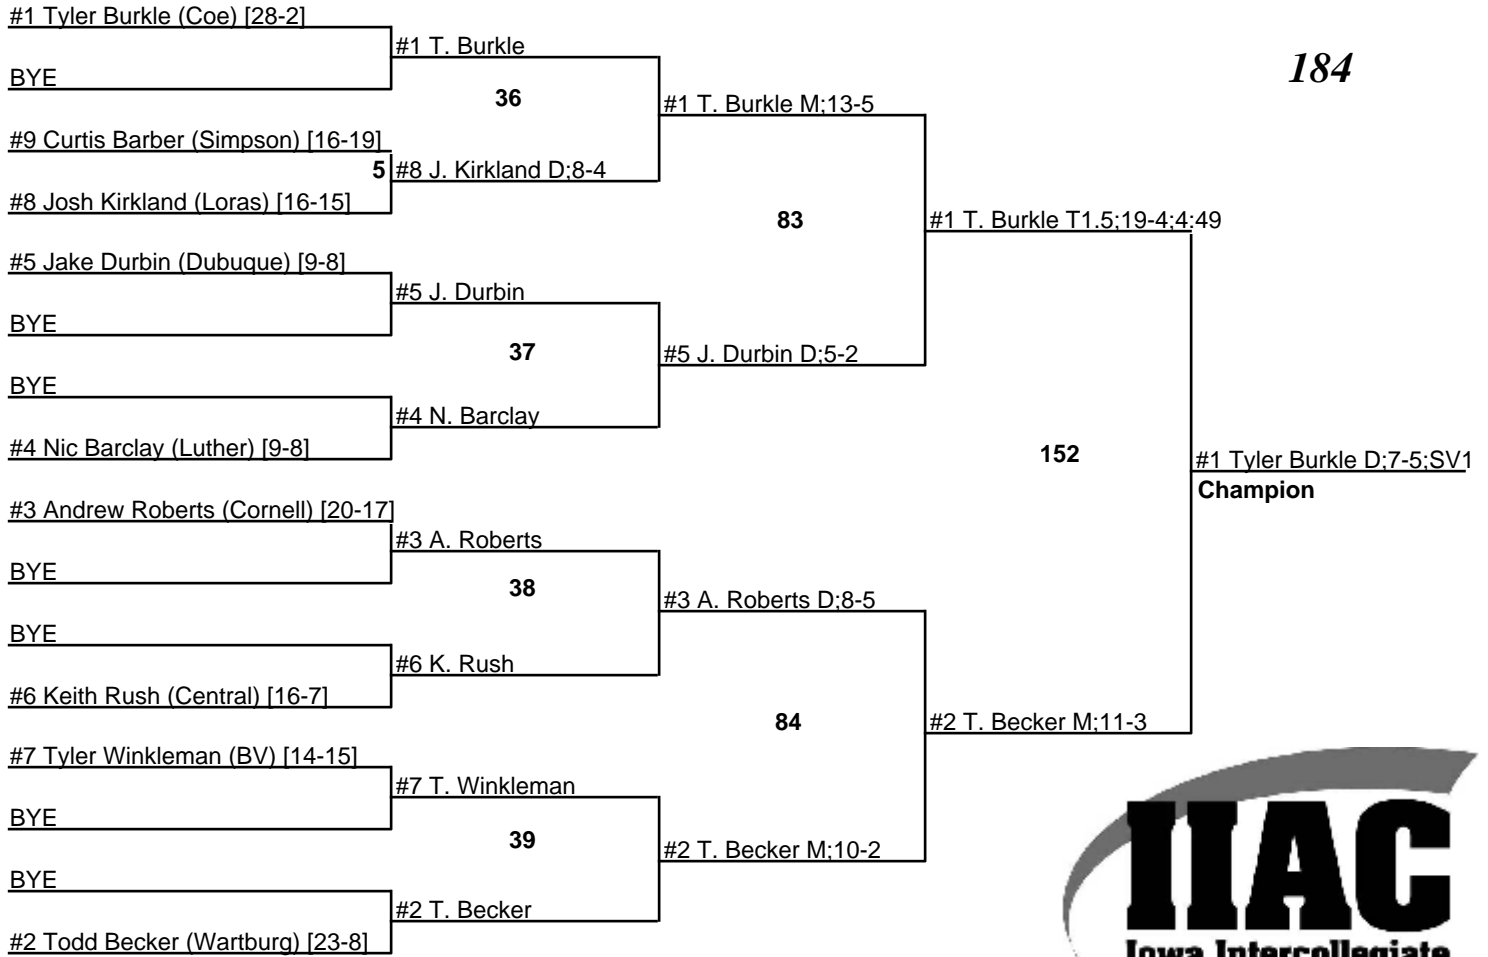 #1 Tyler Burkle (Coe) [28-2]
#1 T. Burkle
184
BYE
36
#1 T. Burkle M;13-5
#9 Curtis Barber (Simpson) [16-19]
5 #8 J. Kirkland D;8-4
#8 Josh Kirkland (Loras) [16-15]
83
#1 T. Burkle T1.5;19-4;4:49
#5 Jake Durbin (Dubuque) [9-8]
#5 J. Durbin
BYE
37
#5 J. Durbin D;5-2
BYE
#4 N. Barclay
#4 Nic Barclay (Luther) [9-8]
152
#1 Tyler Burkle D;7-5;SV1
Champion
#3 Andrew Roberts (Cornell) [20-17]
#3 A. Roberts
BYE
38
#3 A. Roberts D;8-5
BYE
#6 K. Rush
#6 Keith Rush (Central) [16-7]
84
#2 T. Becker M;11-3
#7 Tyler Winkleman (BV) [14-15]
#7 T. Winkleman
BYE
39
#2 T. Becker M;10-2
BYE
#2 T. Becker
#2 Todd Becker (Wartburg) [23-8]
IIAC
Iowa Intercollegiate